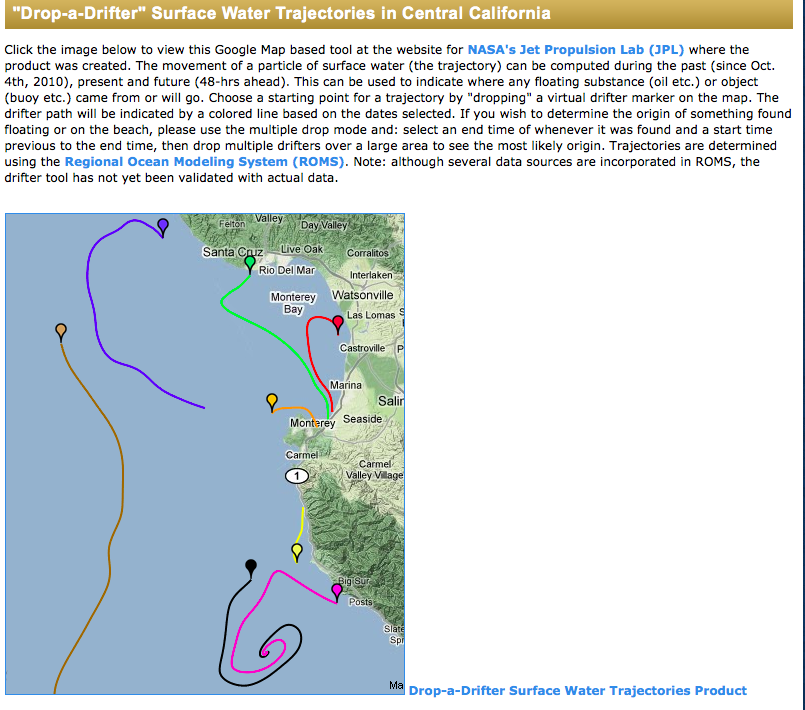 "Drop-a-Drifter" Surface Water Trajectories in Central California
Click the image below to view this Google Map based tool at the website for NASA's Jet Propulsion Lab (JPL) where the
product was created. The movement of a particle of surface water (the trajectory) can be computed during the past (since Oct.
4th, 2010), present and future (48-hrs ahead). This can be used to indicate where any floating substance (oil etc.) or object
(buoy etc.) came from or will go. Choose a starting point for a trajectory by "dropping" a virtual drifter marker on the map. The
drifter path will be indicated by a colored line based on the dates selected. If you wish to determine the origin of something found
floating or on the beach, please use the multiple drop mode and: select an end time of whenever it was found and a start time
previous to the end time, then drop multiple drifters over a large area to see the most likely origin. Trajectories are determined
using the Regional Ocean Modeling System (ROMS). Note: although several data sources are incorporated in ROMS, the
drifter tool has not yet been validated with actual data.
Valley
Felton
Day Valley
Santa Cruz
Live Oak
Corralitos
Rio Del Mar
Interlaken
Monterey
Bay
Watsonville
Las Lomas
Castroville
P
Marina
Salin
Monterey
Seaside
Carmel
1
Carmel
Valley Village
Big Sur
Posts
Slate
Spr
Ma
Drop-a-Drifter Surface Water Trajectories Product